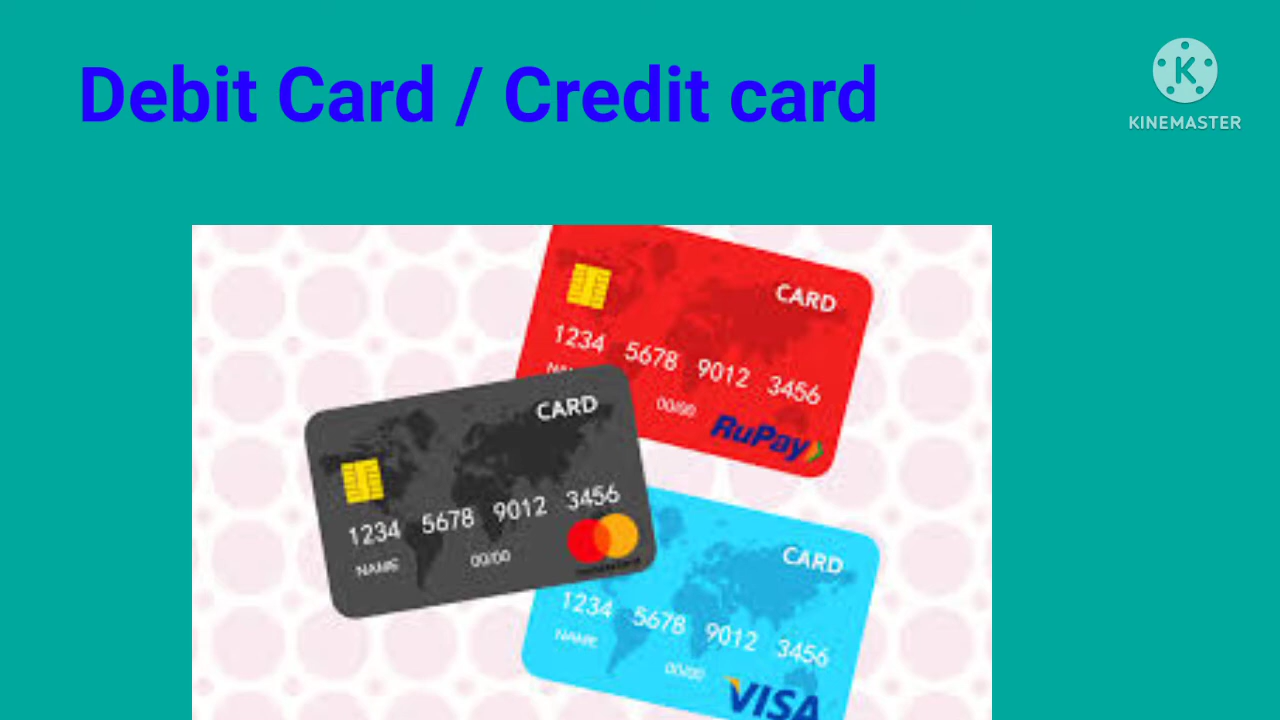 Debit Card / Credit card
K
KINEMASTER
CARD
1234 5678 9012 3456
00/00
RuPay
CARD
1234 5678 9012 3456
NAME 00/00
CARD
1234 5678 9012 3456
NAME 00/00
VISA